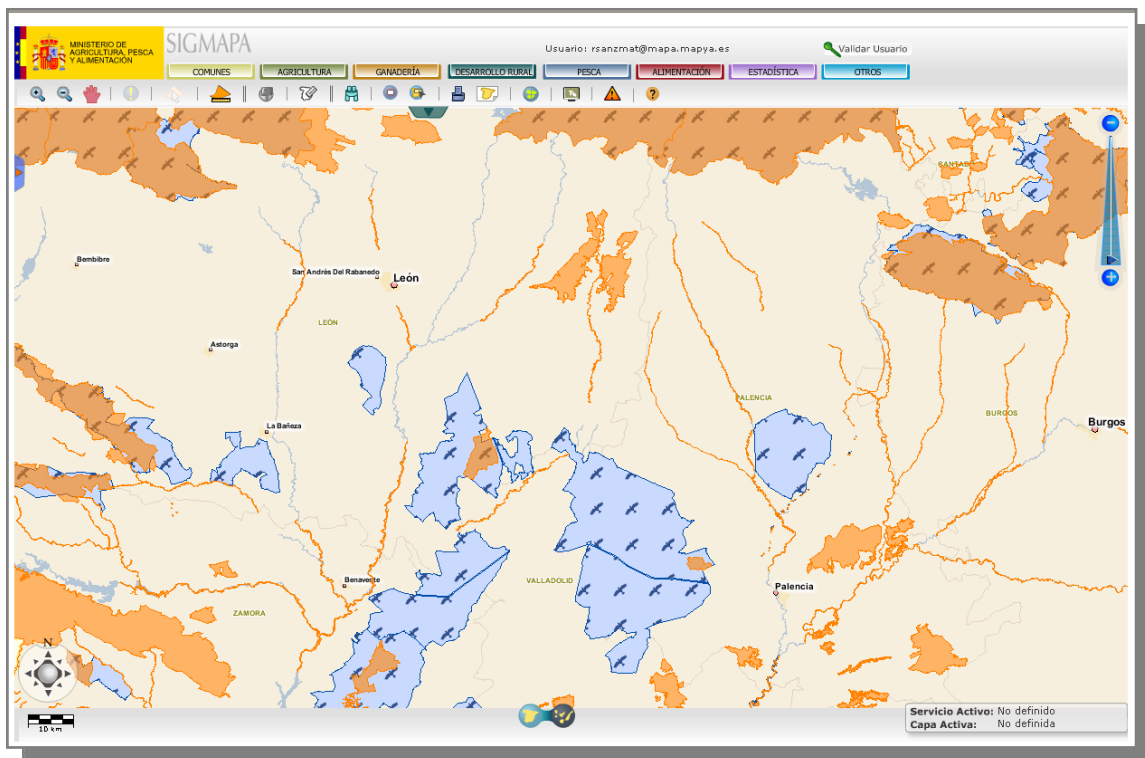 MINISTERIO DE
AGRICULTURA, PESCA
Y ALIMENTACIÓN
SIGMAPA
Usuario: rsanzmat@mapa.mapya.es
Validar Usuario
COMUNES
AGRICULTURA
GANADERÍA
DESARROLLO RURAL
PESCA
ALIMENTACIÓN
ESTADÍSTICA
OTROS
CANTAB
Bembibre
San Andrés Del Rabanedo
León
LEÓN
Astorga
PALENCIA
BURGOS
Burgos
La Bañeza
Benavente
VALLADOLID
Palencia
ZAMORA
N
10 km
Servicio Activo: No definido
Capa Activa: No definida